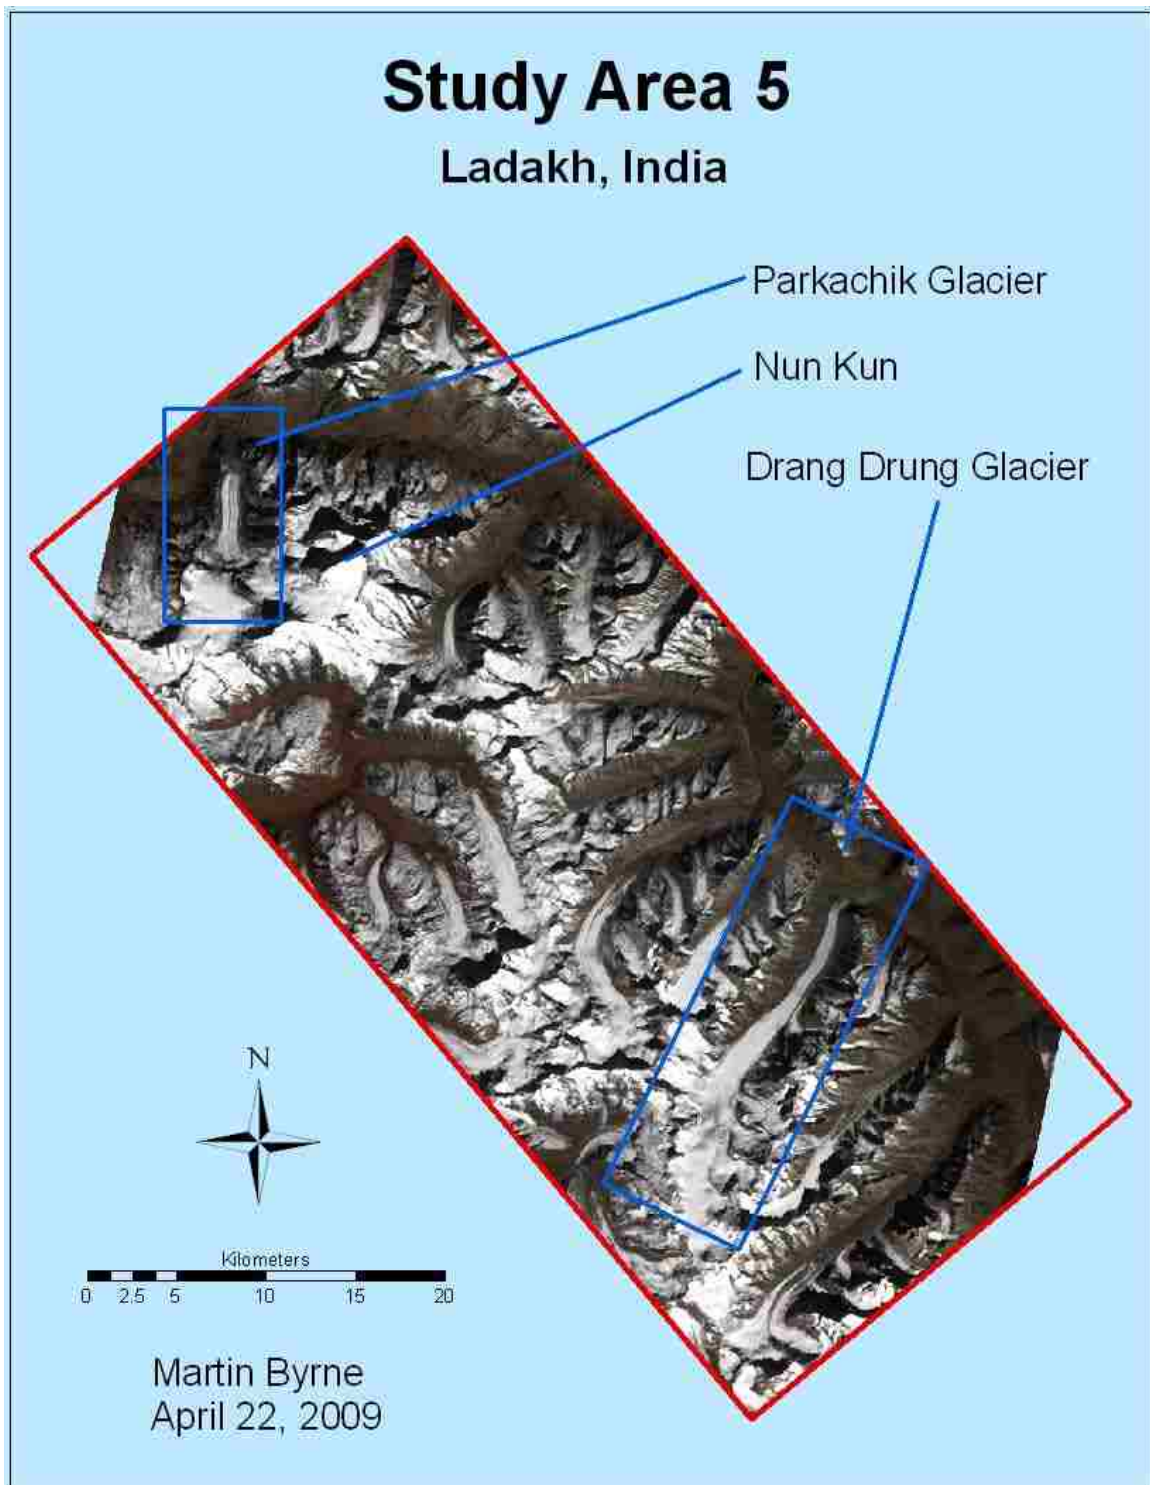 Study Area 5
Ladakh, India
Parkachik Glacier
Nun Kun
Drang Drung Glacier
N
Kilometers
0 2.5 5 10 15 20
Martin Byrne
April 22, 2009